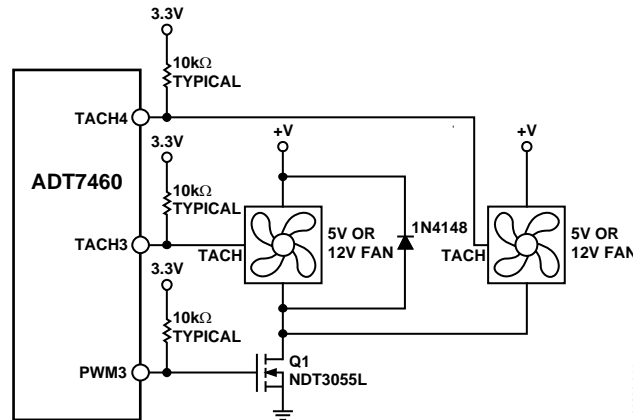 3.3V
10kΩ
TYPICAL
TACH4
3.3V
+V
+V
ADT7460
10kΩ
TYPICAL
5V OR
12V FAN
1N4148
5V OR
12V FAN
TACH3
TACH
TACH
3.3V
10kΩ
TYPICAL
Q1
NDT3055L
PWM3